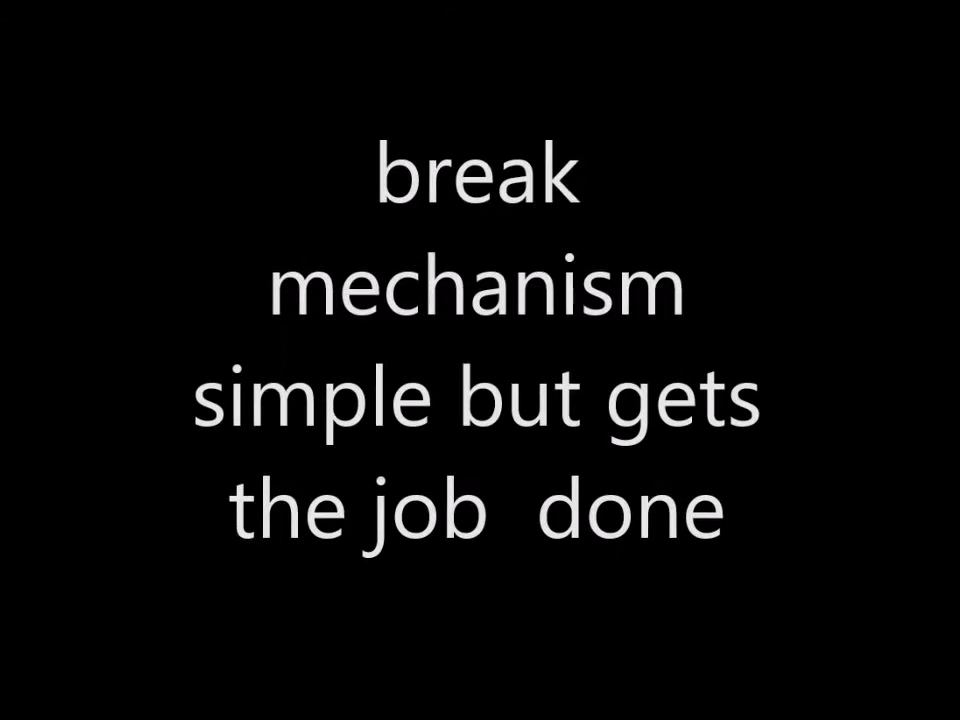 break
mechanism
simple but gets
the job  done